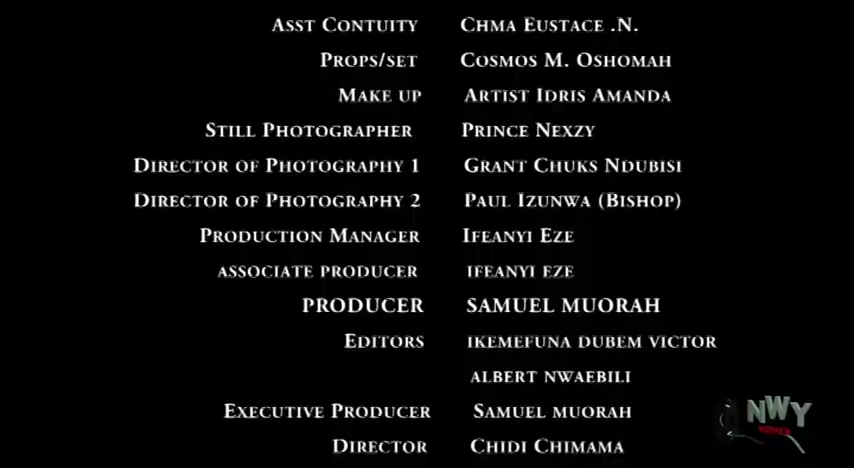 Asst Contuity Chma Eustace .N.
Props/set Cosmos M. Oshomah
Make up Artist Idris Amanda
Still Photographer Prince Nexzy
Director of Photography 1 Grant Chuks Ndubisi
Director of Photography 2 Paul Izunwa (Bishop)
Production Manager Ifeanyi Eze
associate producer ifeanyi eze
PRODUCER SAMUEL MUORAH
Editors ikemefuna dubem victor
albert nwaebili
Executive Producer Samuel muorah
Director Chidi Chimama
NWY